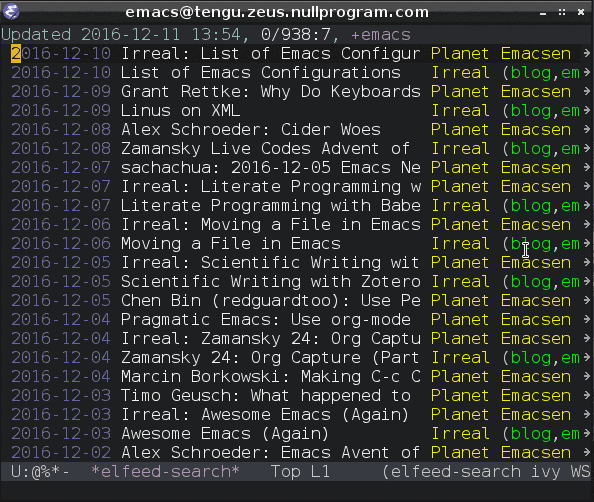 emacs@tengu.zeus.nullprogram.com
Updated 2016-12-11 13:54, 0/938:7, +emacs
2016-12-10 Irreal: List of Emacs Configur Planet Emacsen
2016-12-10 List of Emacs Configurations Irreal (blog,em
2016-12-09 Grant Rettke: Why Do Keyboards Planet Emacsen
2016-12-09 Linus on XML Irreal (blog,em
2016-12-08 Alex Schroeder: Cider Woes Planet Emacsen
2016-12-08 Zamansky Live Codes Advent of Irreal (blog,em
2016-12-07 sachachua: 2016-12-05 Emacs Ne Planet Emacsen
2016-12-07 Irreal: Literate Programming w Planet Emacsen
2016-12-07 Literate Programming with Babe Irreal (blog,em
2016-12-06 Irreal: Moving a File in Emacs Planet Emacsen
2016-12-06 Moving a File in Emacs Irreal (blog,em
2016-12-05 Irreal: Scientific Writing wit Planet Emacsen
2016-12-05 Scientific Writing with Zotero Irreal (blog,em
2016-12-05 Chen Bin (redguardtoo): Use Pe Planet Emacsen
2016-12-04 Pragmatic Emacs: Use org-mode Planet Emacsen
2016-12-04 Irreal: Zamansky 24: Org Captu Planet Emacsen
2016-12-04 Zamansky 24: Org Capture (Part Irreal (blog,em
2016-12-04 Marcin Borkowski: Making C-c C Planet Emacsen
2016-12-03 Timo Geusch: What happened to Planet Emacsen
2016-12-03 Irreal: Awesome Emacs (Again) Planet Emacsen
2016-12-03 Awesome Emacs (Again) Irreal (blog,em
2016-12-02 Alex Schroeder: Emacs Avent of Planet Emacsen
U:@%*- *elfeed-search* Top L1 (elfeed-search ivy WS